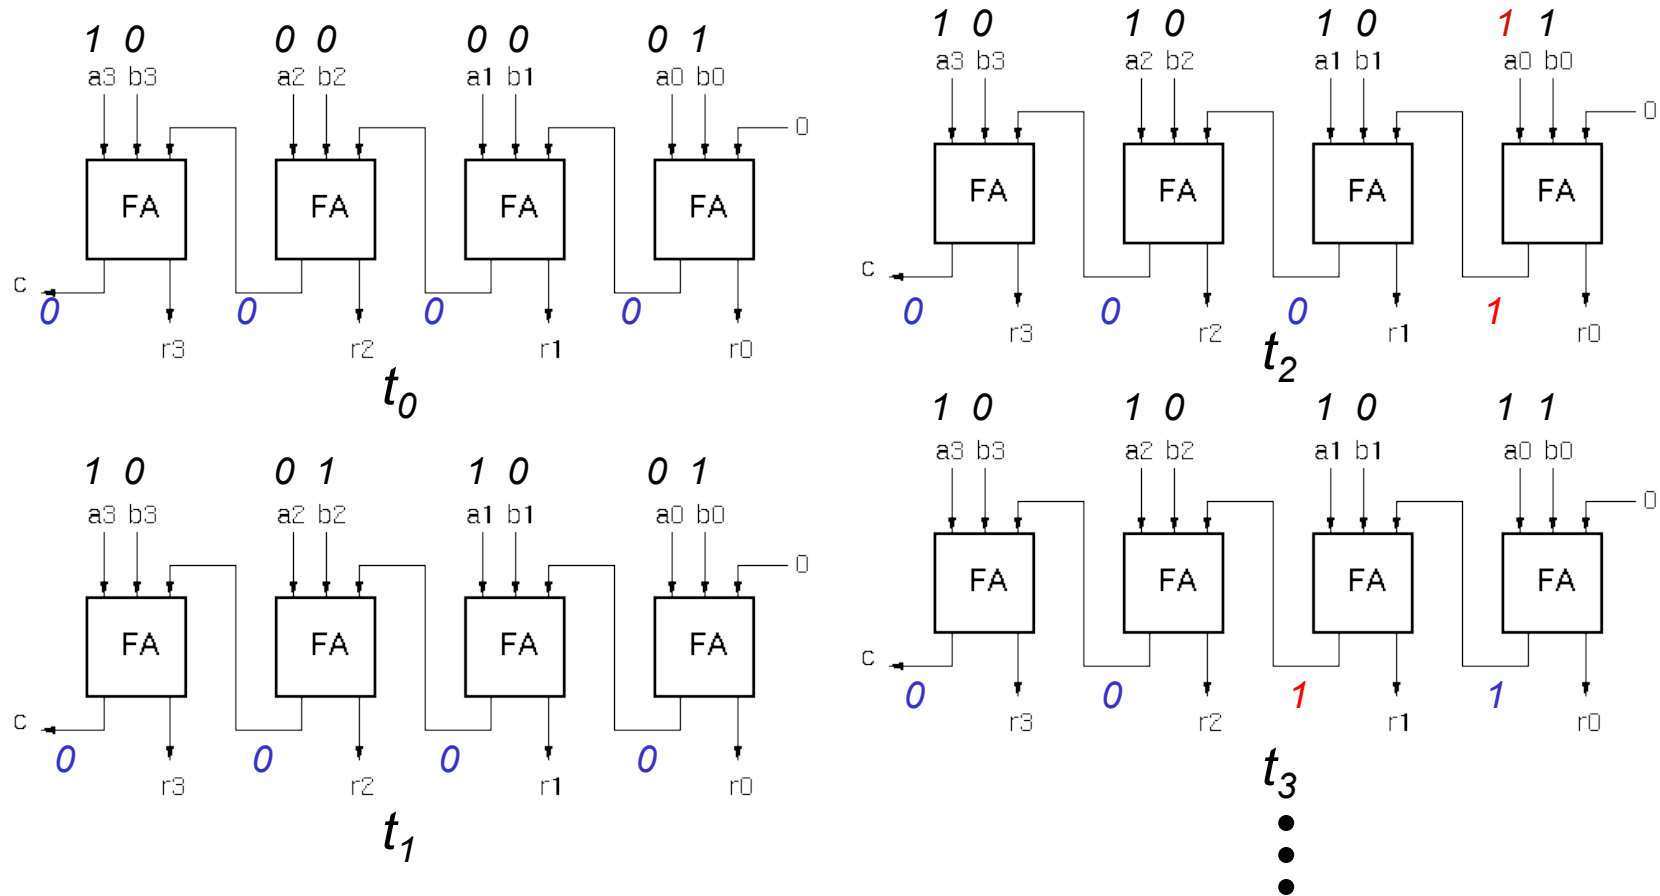 1 0 0 0 0 0 0 1
a3 b3 a2 b2 a1 b1 a0 b0
0
FA FA FA FA
c
0 0 0 0
r3 r2 r1 r0
t0
1 0 0 1 1 0 0 1
a3 b3 a2 b2 a1 b1 a0 b0
0
FA FA FA FA
c
0 0 0 0
r3 r2 r1 r0
t1
1 0 1 0 1 0 1 1
a3 b3 a2 b2 a1 b1 a0 b0
0
FA FA FA FA
c
0 0 0 1
r3 r2 r1 r0
t2
1 0 1 0 1 0 1 1
a3 b3 a2 b2 a1 b1 a0 b0
0
FA FA FA FA
c
0 0 1 1
r3 r2 r1 r0
t3